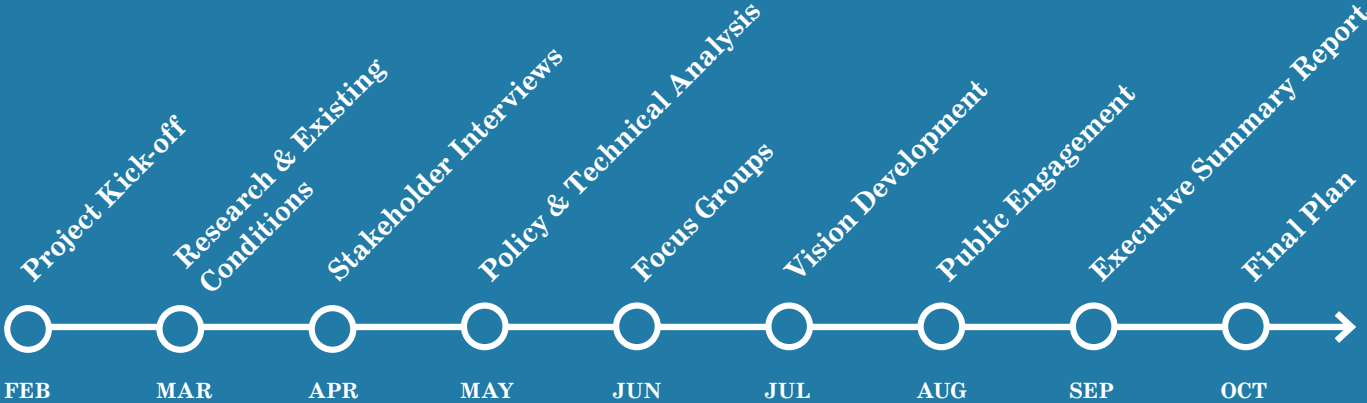 Project Kick-off
Research & Existing
Conditions
Stakeholder Interviews
Policy & Technical Analysis
Focus Groups
Vision Development
Public Engagement
Executive Summary Report
Final Plan
FEB
MAR
APR
MAY
JUN
JUL
AUG
SEP
OCT